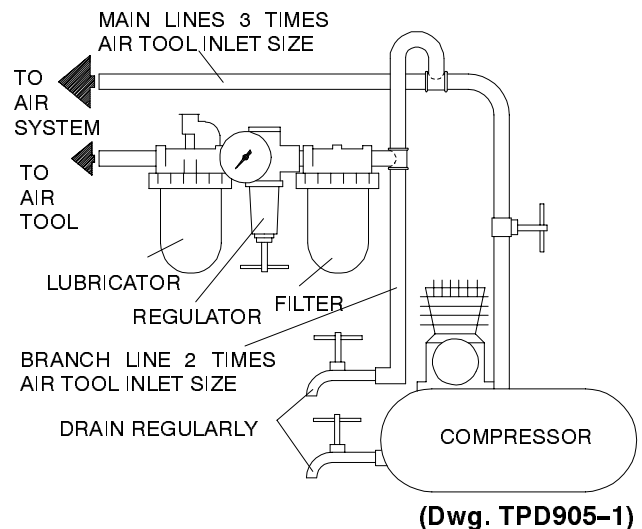 MAIN LINES 3 TIMES
AIR TOOL INLET SIZE
TO
AIR
SYSTEM
TO
AIR
TOOL
LUBRICATOR
REGULATOR
FILTER
BRANCH LINE 2 TIMES
AIR TOOL INLET SIZE
DRAIN REGULARLY
COMPRESSOR
(Dwg. TPD905–1)